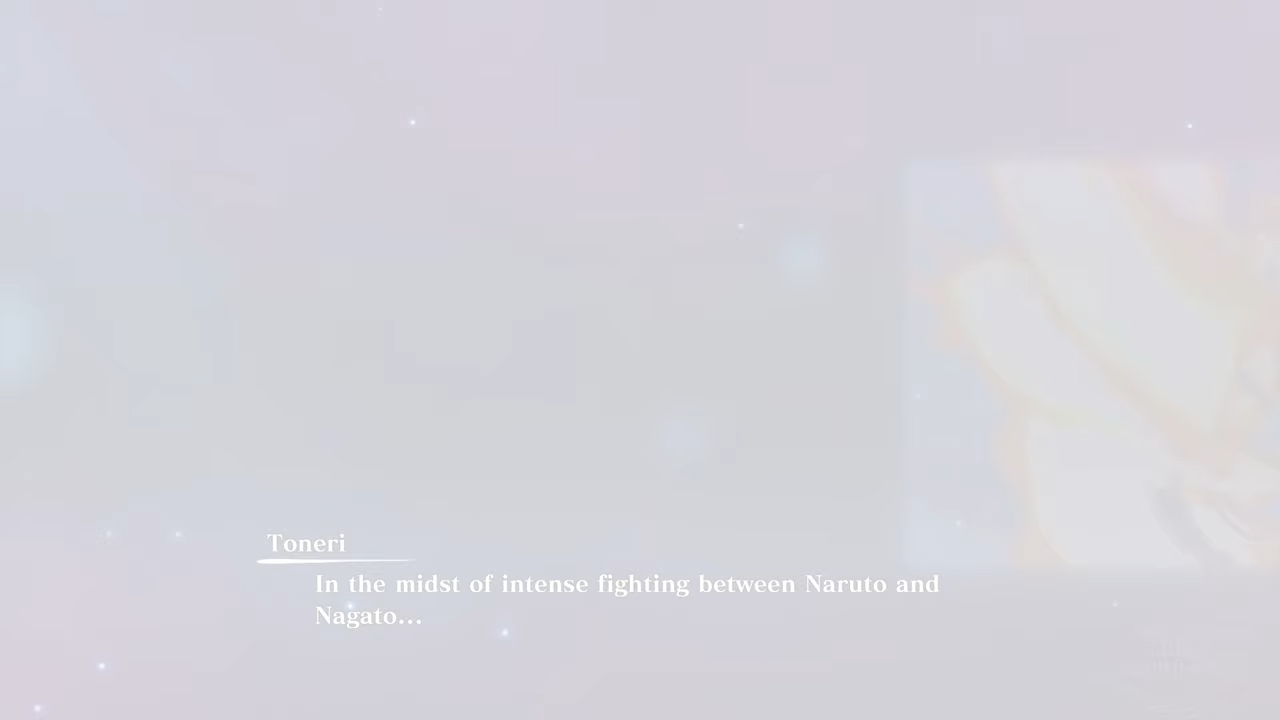 Toneri
In the midst of intense fighting between Naruto and
Nagato...